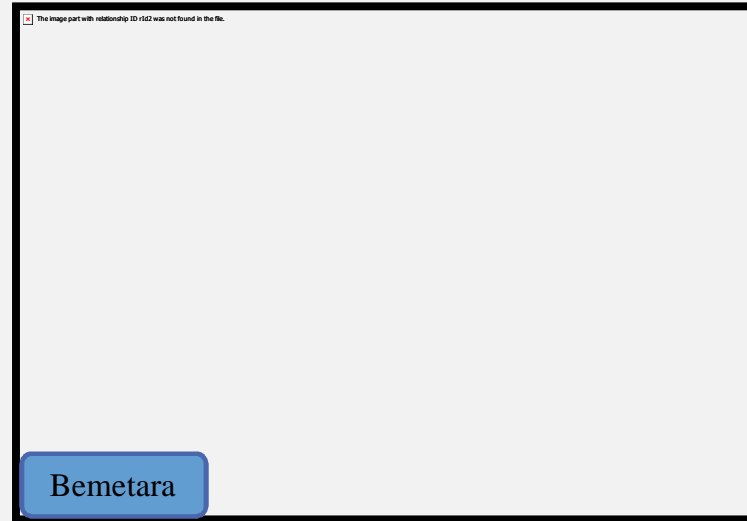 The image part with relationship ID rId2 was not found in the file.
Bemetara